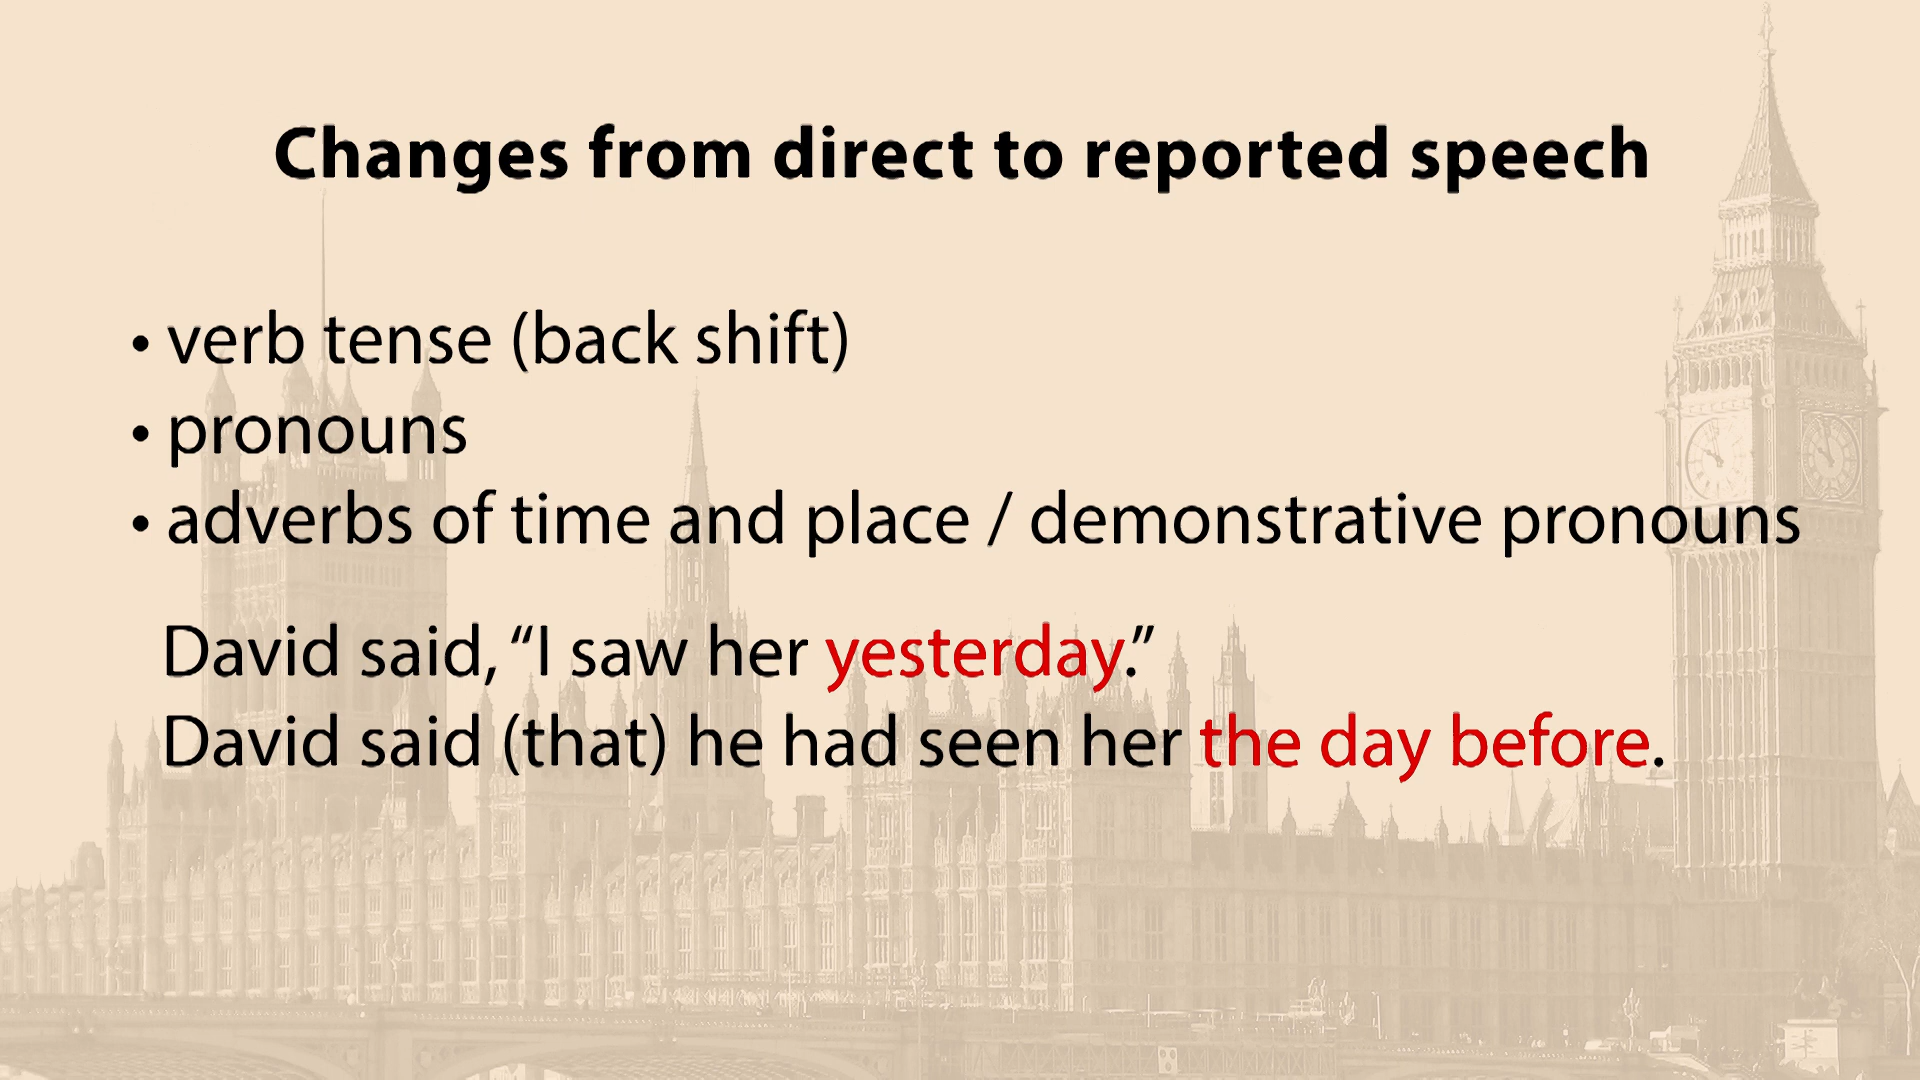 Changes from direct to reported speech
• verb tense (back shift)
• pronouns
• adverbs of time and place / demonstrative pronouns
David said, “I saw her yesterday.”
David said (that) he had seen her the day before.